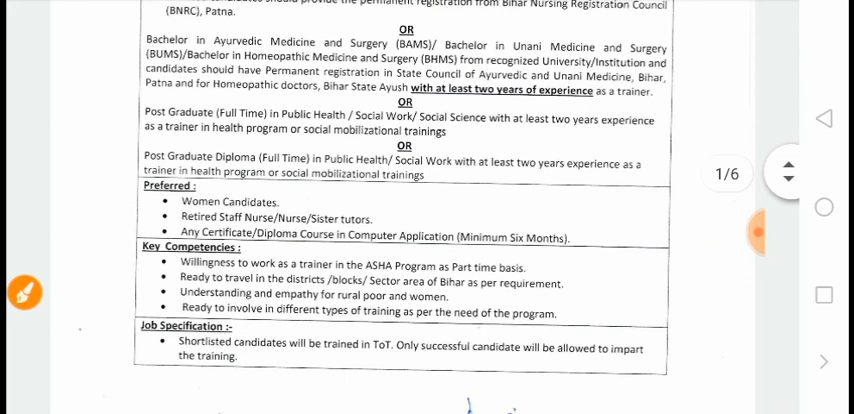 permanent registration from Bihar Nursing Registration Council
(BNRC), Patna.
OR
Bachelor in Ayurvedic Medicine and Surgery (BAMS)/ Bachelor in Unani Medicine and Surgery
(BUMS)/Bachelor in Homeopathic Medicine and Surgery (BHMS) from recognized University/Institution and
candidates should have Permanent registration in State Council of Ayurvedic and Unani Medicine, Bihar,
Patna and for Homeopathic doctors, Bihar State Ayush with at least two years of experience as a trainer.
OR
Post Graduate (Full Time) in Public Health / Social Work/ Social Science with at least two years experience
as a trainer in health program or social mobilizational trainings
OR
Post Graduate Diploma (Full Time) in Public Health/ Social Work with at least two years experience as a
trainer in health program or social mobilizational trainings
Preferred :
• Women Candidates.
• Retired Staff Nurse/Nurse/Sister tutors.
• Any Certificate/Diploma Course in Computer Application (Minimum Six Months).
Key Competencies :
• Willingness to work as a trainer in the ASHA Program as Part time basis.
• Ready to travel in the districts /blocks/ Sector area of Bihar as per requirement.
• Understanding and empathy for rural poor and women.
• Ready to involve in different types of training as per the need of the program.
Job Specification :-
• Shortlisted candidates will be trained in ToT. Only successful candidate will be allowed to impart
the training.
1/6